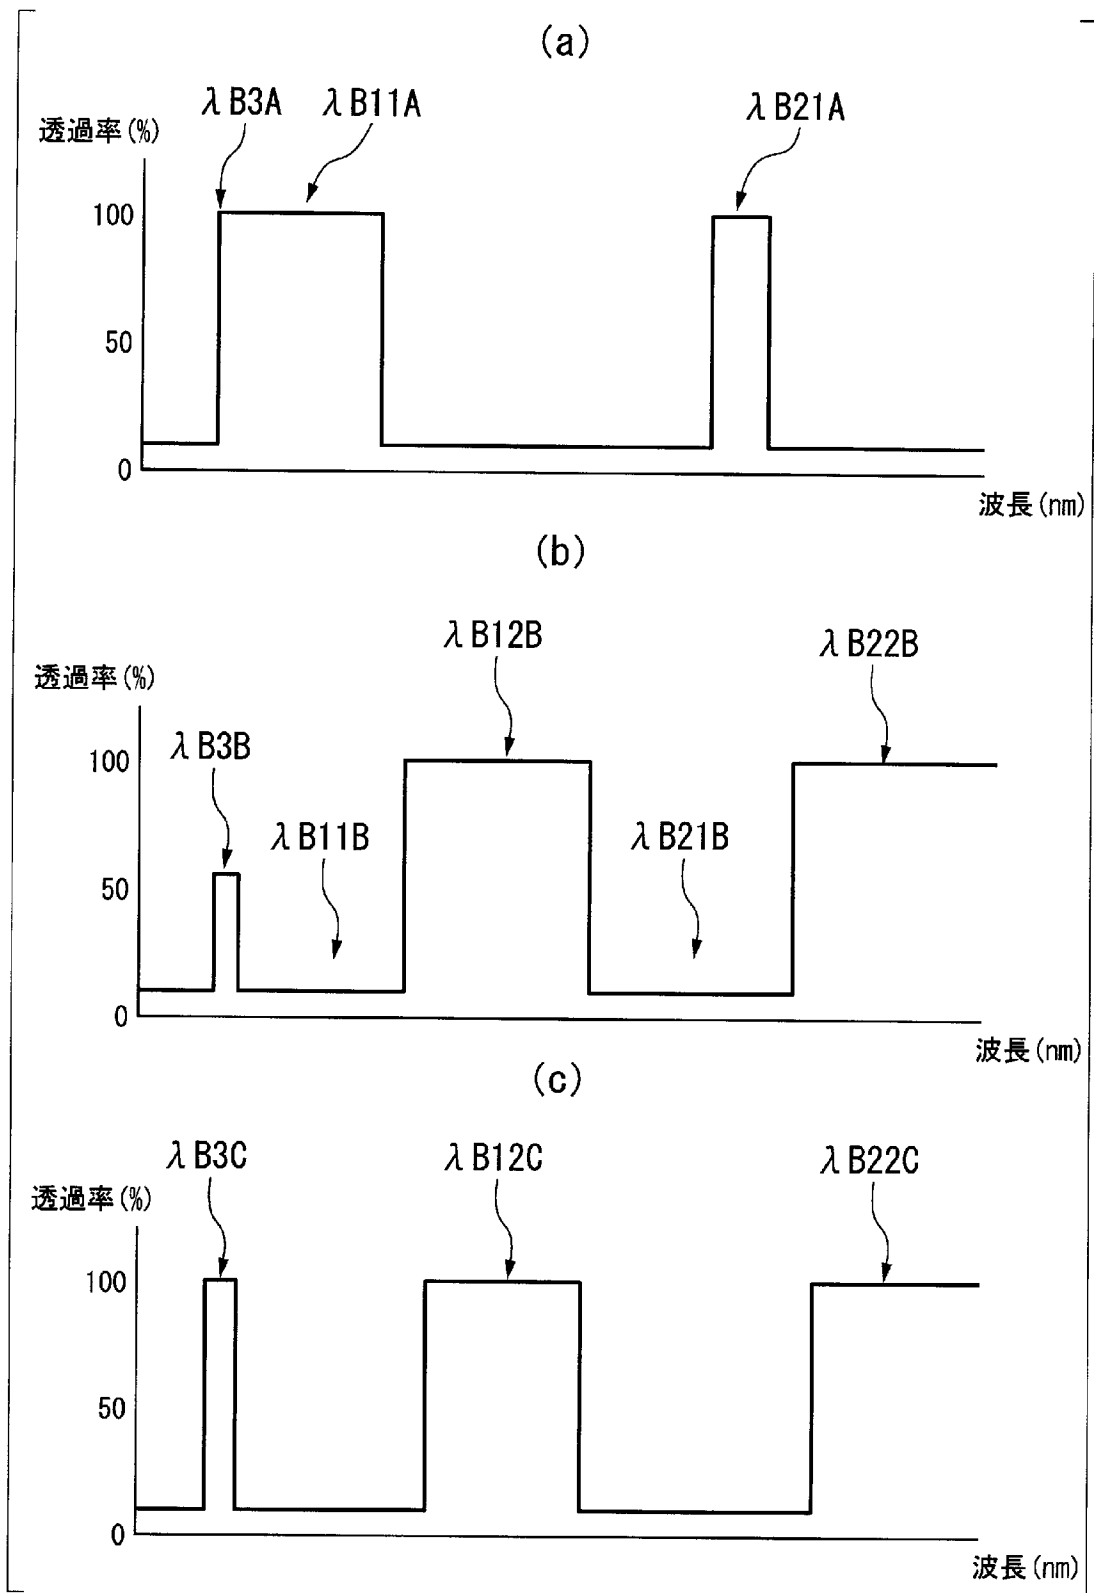 (a)
λB3A
λB11A
λB21A
透過率(%)
100
50
0
波長(nm)
(b)
λB12B
λB22B
透過率(%)
λB3B
100
λB11B
λB21B
50
0
波長(nm)
(c)
λB3C
λB12C
λB22C
透過率(%)
100
50
0
波長(nm)